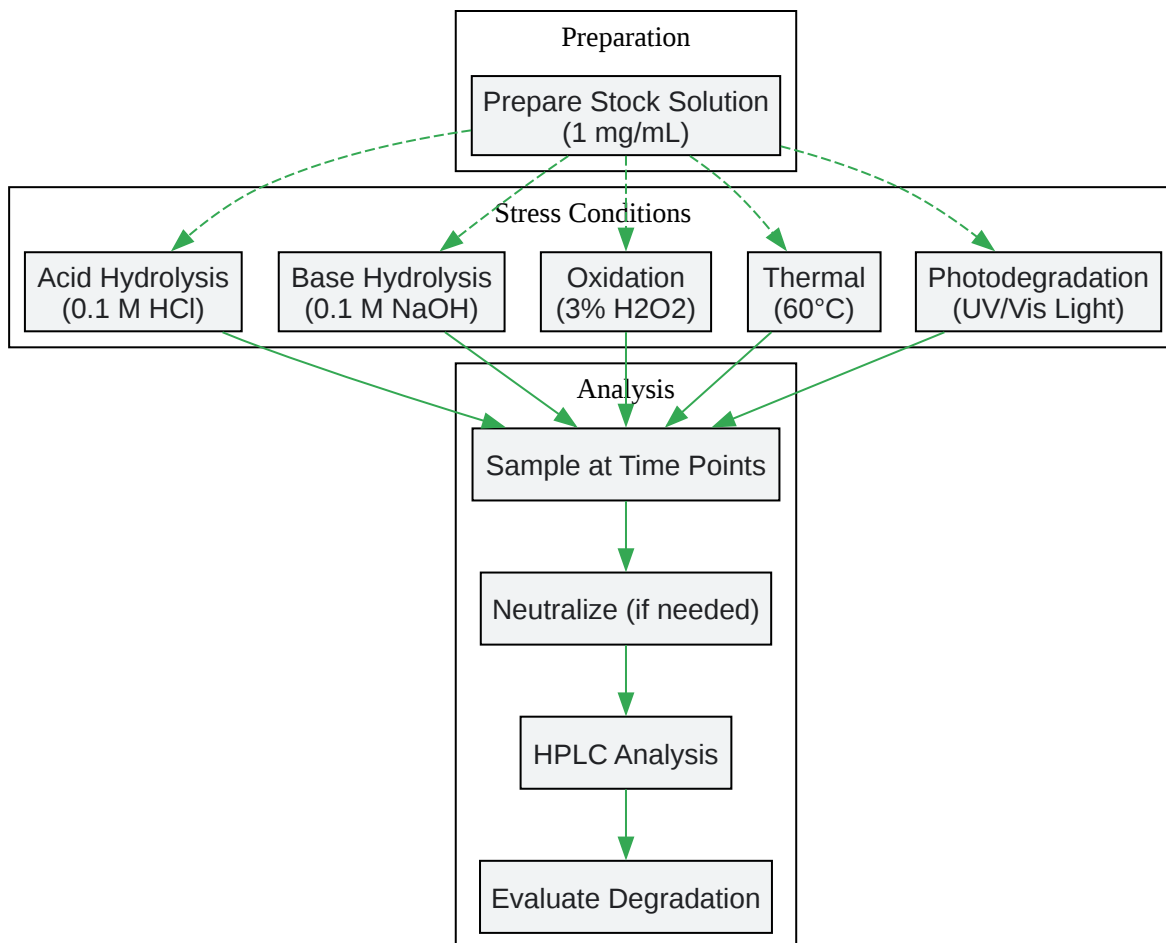 Preparation
Prepare Stock Solution
(1 mg/mL)
Stress Conditions
Acid Hydrolysis
(0.1 M HCl)
Base Hydrolysis
(0.1 M NaOH)
Oxidation
(3% H2O2)
Thermal
(60°C)
Photodegradation
(UV/Vis Light)
Analysis
Sample at Time Points
Neutralize (if needed)
HPLC Analysis
Evaluate Degradation